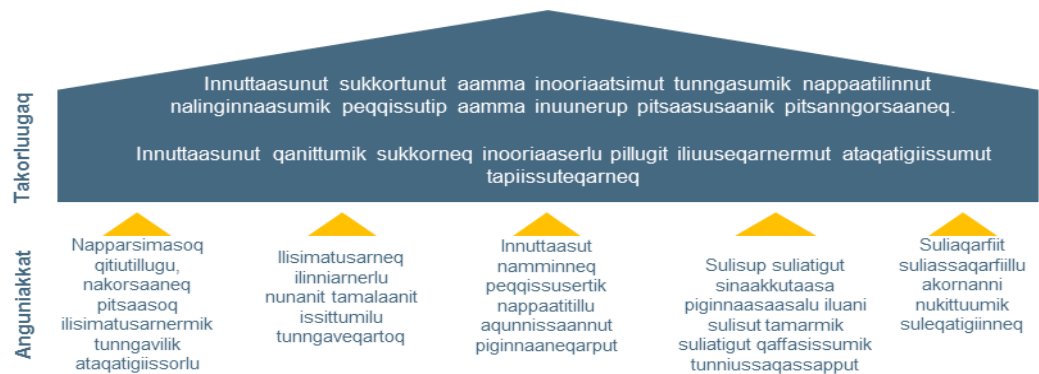 Takorluugaq
Innuttaasunut sukkortunut aamma inooriaatsimut tunngasumik nappaatilinnut
nalinginnaasumik peqqissutip aamma inuunerup pitsaasusaanik pitsanngorsaaneq.
Innuttaasunut qanittumik sukkorneq inooriaaserlu pillugit iliuuseqarnermut ataqatigiissumut
tapiissuteqarneq
Anguniakkat
Napparsimasoq
qitiutillugu,
nakorsaaneq
pitsaasoq
ilisimatusarnermik
tunngavilik
ataqatigiissorlu
Ilisimatusarneq
ilinniarnerlu
nunanit tamalaanit
issittumilu
tunngaveqartoq
Innuttaasut
namminneq
peqqissusertik
nappaatitillu
aqunnissaannut
piginnaaneqarput
Sulisup suliatigut
sinaakkutaasa
piginnaasaasalu iluani
sulisut tamarmik
suliatigut qaffasissumik
tunniussaqassapput
Suliaqarfiit
suliassaqarfiillu
akornanni
nukittuumik
suleqatigiinneq